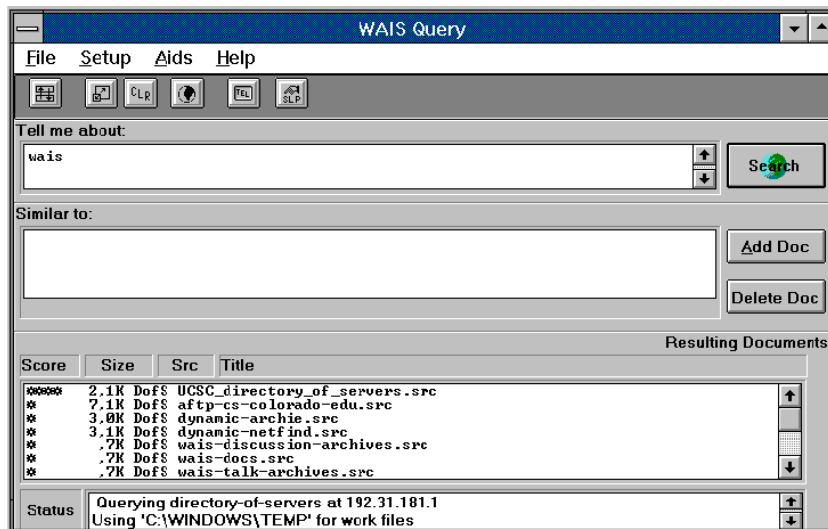 WAIS Query
File Setup Aids Help
CLR TEL SLP
Tell me about:
wais
Search
Similar to:
Add Doc
Delete Doc
Resulting Documents
Score Size Src Title
**** 2,1K DofS UCSC_directory_of_servers.src
* 7,1K DofS aftp-cs-colorado-edu.src
* 3,0K DofS dynamic-archie.src
* 3,1K DofS dynamic-netfind.src
* ,7K DofS wais-discussion-archives.src
* ,7K DofS wais-docs.src
* ,7K DofS wais-talk-archives.src
Status
Querying directory-of-servers at 192.31.181.1
Using 'C:\WINDOWS\TEMP' for work files